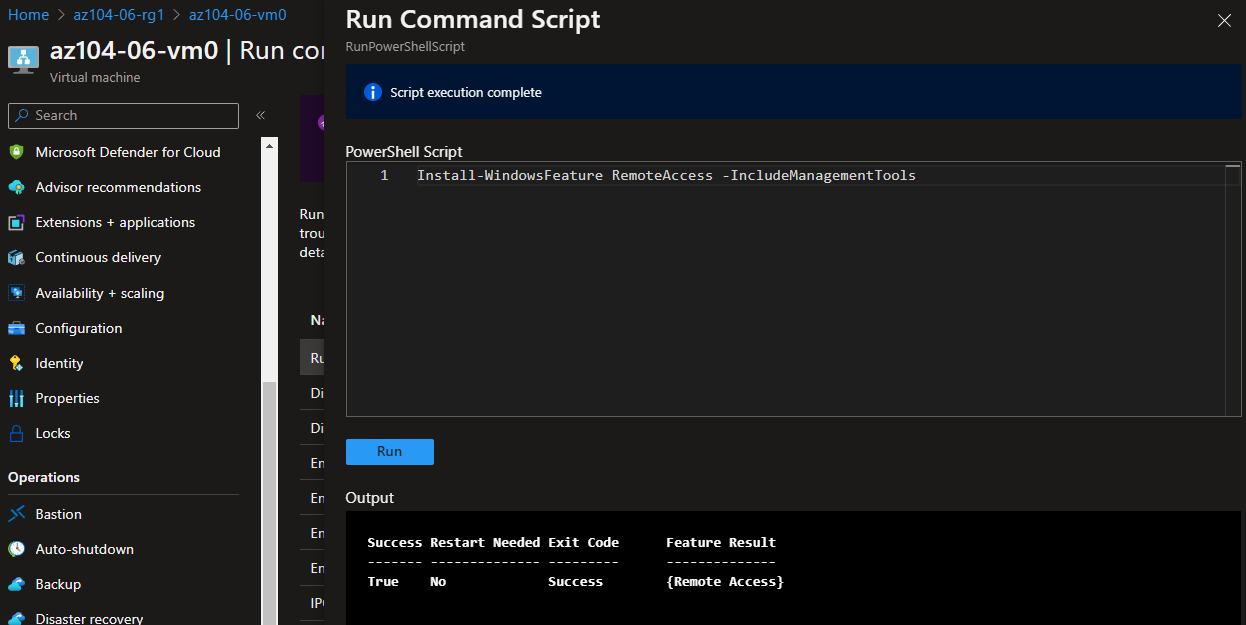 Home > az104-06-rg1 > az104-06-vm0
az104-06-vm0 | Run
Virtual machine
Search
«
Microsoft Defender for Cloud
Advisor recommendations
Extensions + applications
Continuous delivery
Availability + scaling
Configuration
Identity
Properties
Locks
Operations
Bastion
Auto-shutdown
Backup
Disaster recovery
Run
trou
deta
Na
Ru
Di
Di
En
En
En
En
IP
Run Command Script
RunPowerShellScript
Script execution complete
PowerShell Script
1 Install-WindowsFeature RemoteAccess -IncludeManagementTools
Run
Output
Success Restart Needed Exit Code Feature Result
------- -------------- --------- --------------
True No Success {Remote Access}